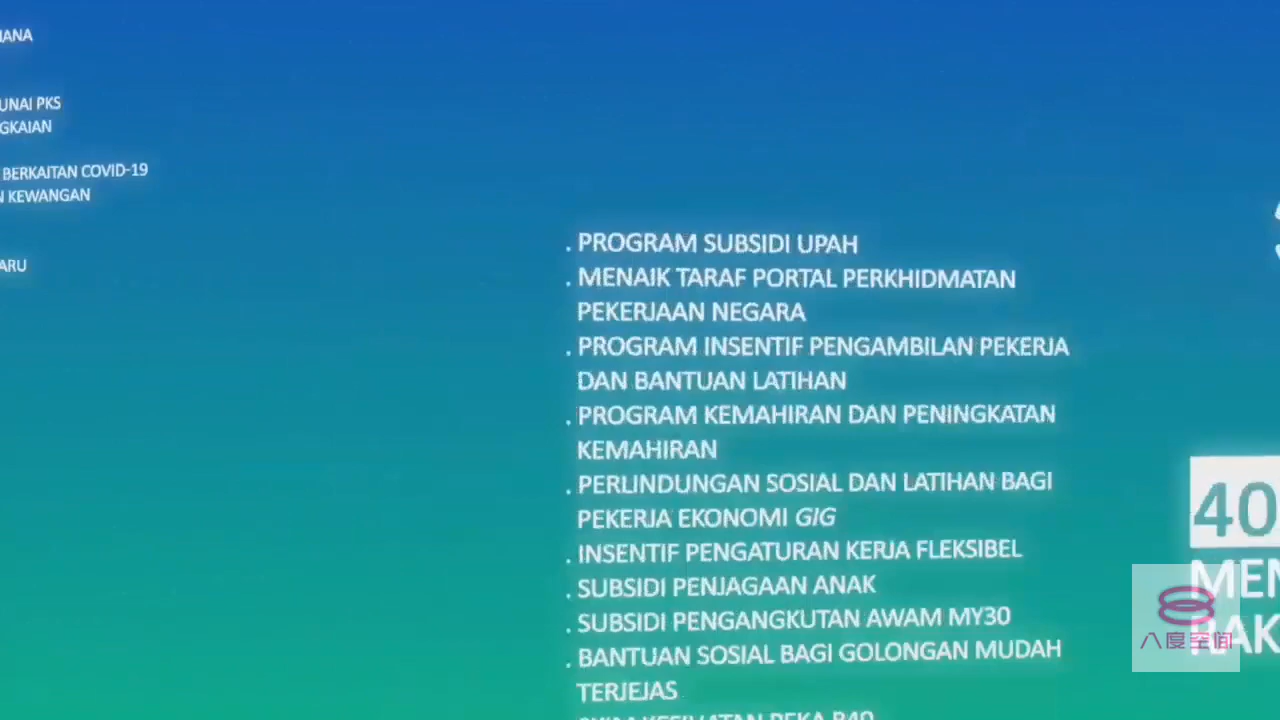 UNAI PKS
GKAIAN
BERKAITAN COVID-19
N KEWANGAN
ARU
. PROGRAM SUBSIDI UPAH
. MENAIK TARAF PORTAL PERKHIDMATAN
PEKERJAAN NEGARA
. PROGRAM INSENTIF PENGAMBILAN PEKERJA
DAN BANTUAN LATIHAN
. PROGRAM KEMAHIRAN DAN PENINGKATAN
KEMAHIRAN
. PERLINDUNGAN SOSIAL DAN LATIHAN BAGI
PEKERJA EKONOMI GIG
. INSENTIF PENGATURAN KERJA FLEKSIBEL
. SUBSIDI PENJAGAAN ANAK
. SUBSIDI PENGANGKUTAN AWAM MY30
. BANTUAN SOSIAL BAGI GOLONGAN MUDAH
TERJEJAS
40
MEN
RAK
八度空间